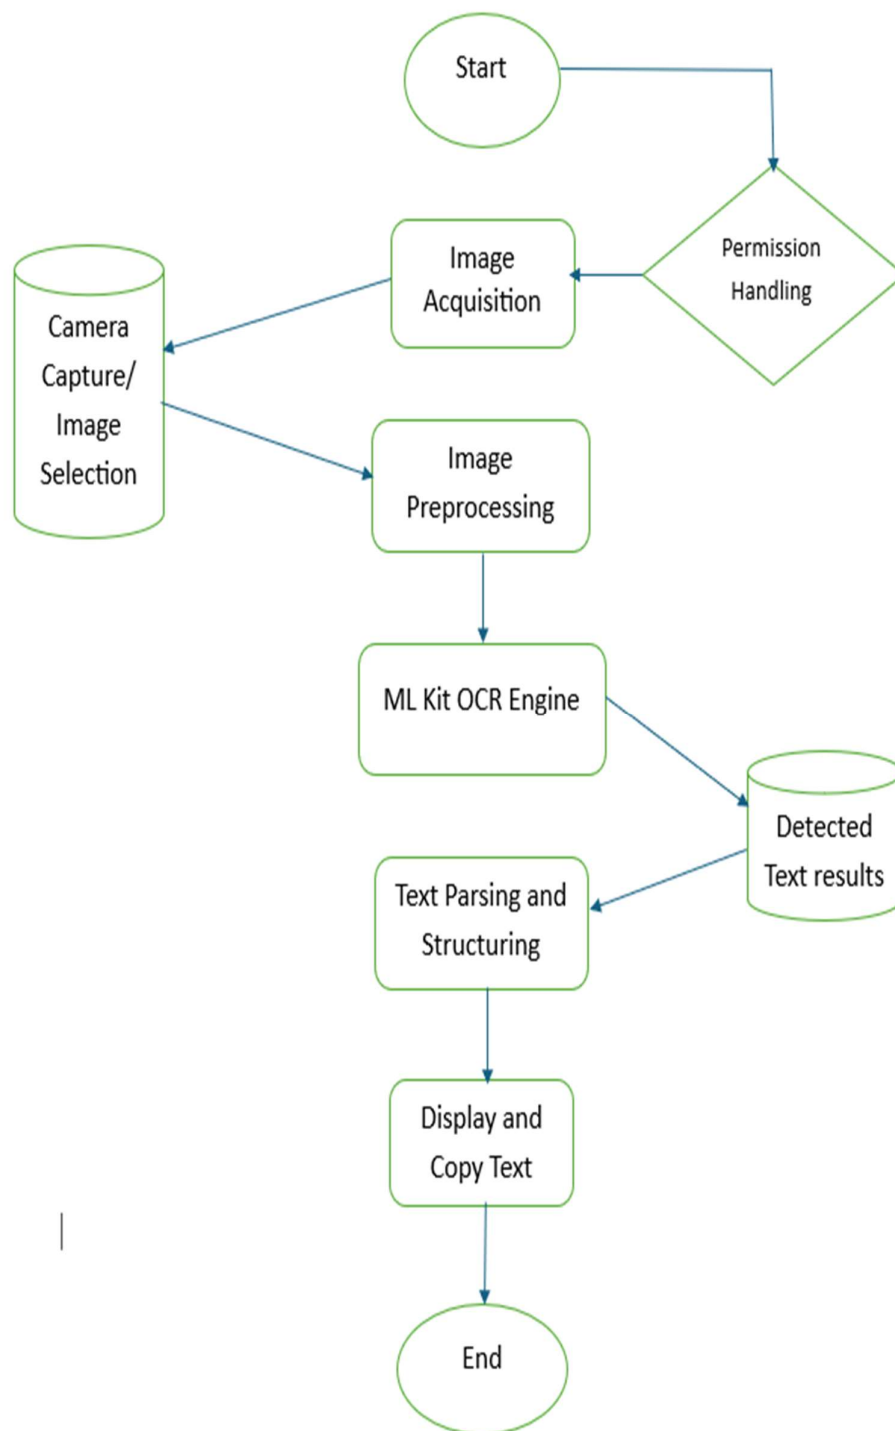 Start
Permission
Handling
Image
Acquisition
Camera
Capture/
Image
Selection
Image
Preprocessing
ML Kit OCR Engine
Detected
Text results
Text Parsing and
Structuring
Display and
Copy Text
End